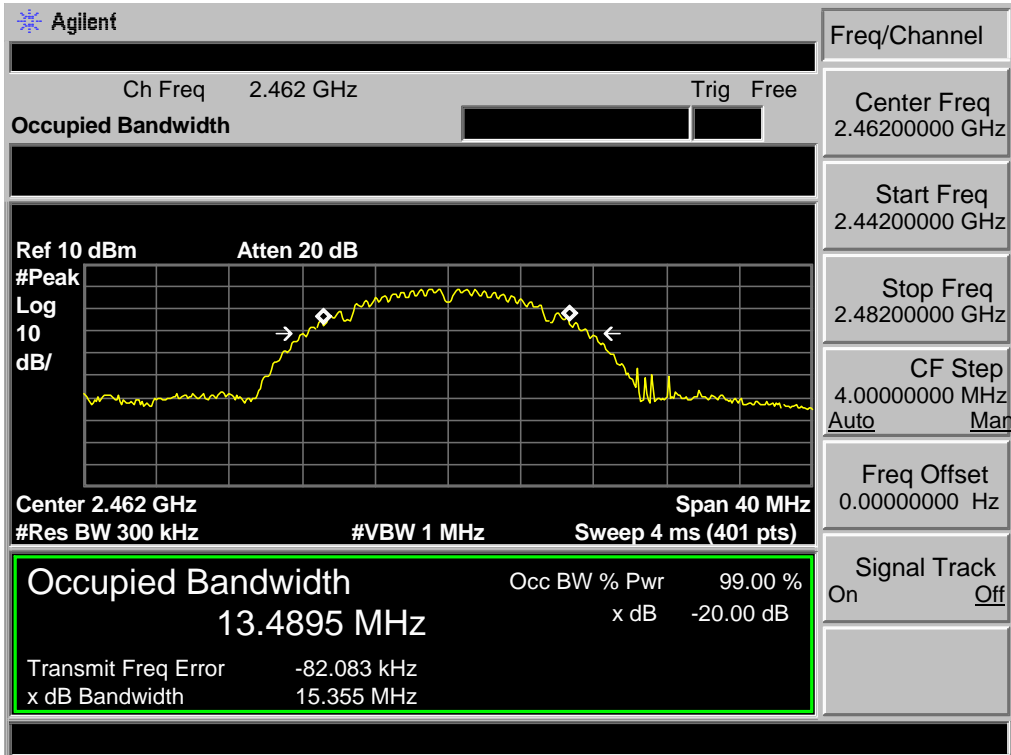 Agilent
Freq/Channel
Ch Freq 2.462 GHz Trig Free
Occupied Bandwidth
Center Freq
2.46200000 GHz
Start Freq
2.44200000 GHz
Stop Freq
2.48200000 GHz
CF Step
4.00000000 MHz
Auto Man
Freq Offset
0.00000000 Hz
Signal Track
On Off
Ref 10 dBm Atten 20 dB
#Peak
Log
10
dB/
Center 2.462 GHz Span 40 MHz
#Res BW 300 kHz #VBW 1 MHz Sweep 4 ms (401 pts)
Occupied Bandwidth Occ BW % Pwr 99.00 %
13.4895 MHz x dB -20.00 dB
Transmit Freq Error -82.083 kHz
x dB Bandwidth 15.355 MHz